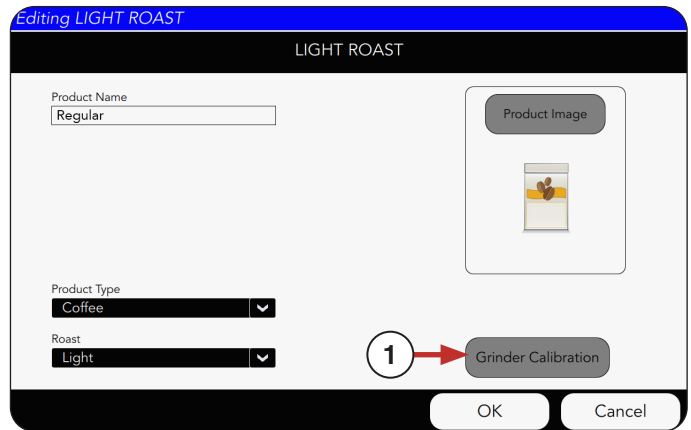 Editing LIGHT ROAST
LIGHT ROAST
Product Name
Regular
Product Image
Product Type
Coffee
Roast
Light
1
Grinder Calibration
OK
Cancel